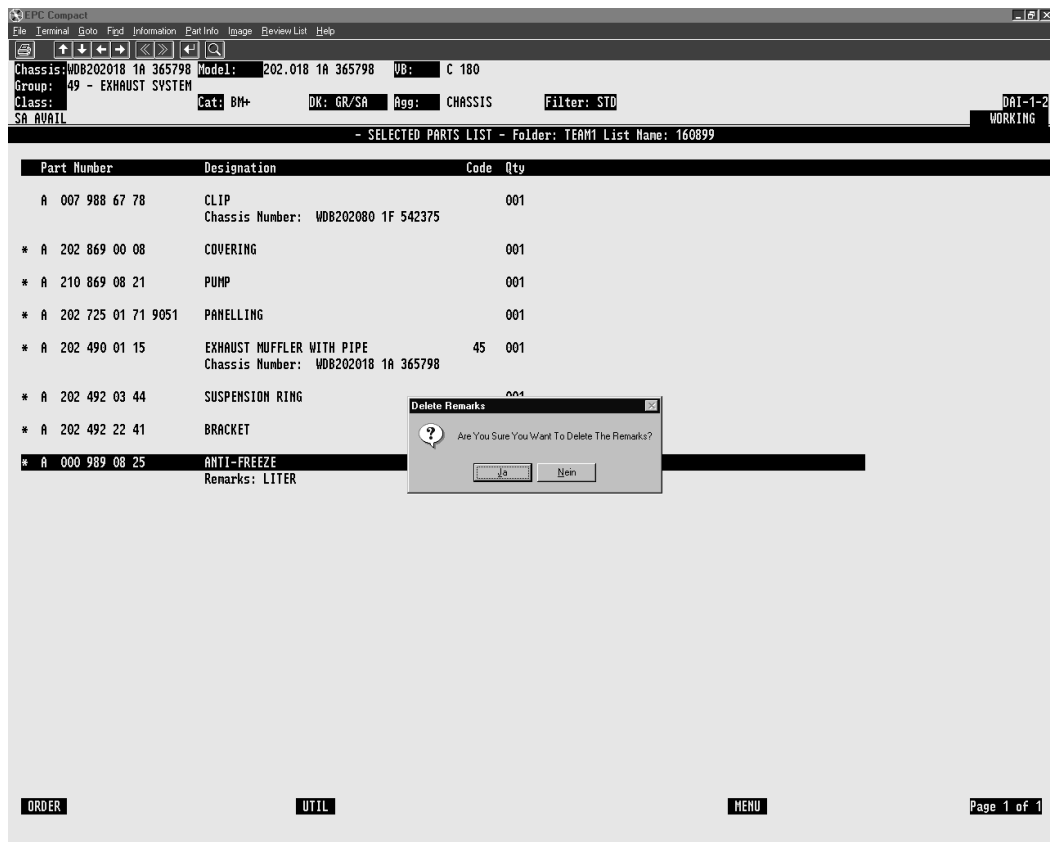 EPC Compact
File Terminal Goto Find Information Part Info Image Review List Help
Chassis: WDB202018 1A 365798 Model: 202.018 1A 365798 VB: C 180
Group: 49 - EXHAUST SYSTEM
Class: Cat: BM+ DK: GR/SA Agg: CHASSIS Filter: STD DAI-1-2
SA AVAIL WORKING
- SELECTED PARTS LIST - Folder: TEAM1 List Name: 160899
Part Number Designation Code Qty
A 007 988 67 78 CLIP 001
Chassis Number: WDB202080 1F 542375
* A 202 869 00 08 COVERING 001
* A 210 869 08 21 PUMP 001
* A 202 725 01 71 9051 PANELLING 001
* A 202 490 01 15 EXHAUST MUFFLER WITH PIPE 45 001
Chassis Number: WDB202018 1A 365798
* A 202 492 03 44 SUSPENSION RING 001
* A 202 492 22 41 BRACKET
* A 000 989 08 25 ANTI-FREEZE
Remarks: LITER
Delete Remarks
Are You Sure You Want To Delete The Remarks?
Ja Nein
ORDER UTIL MENU Page 1 of 1